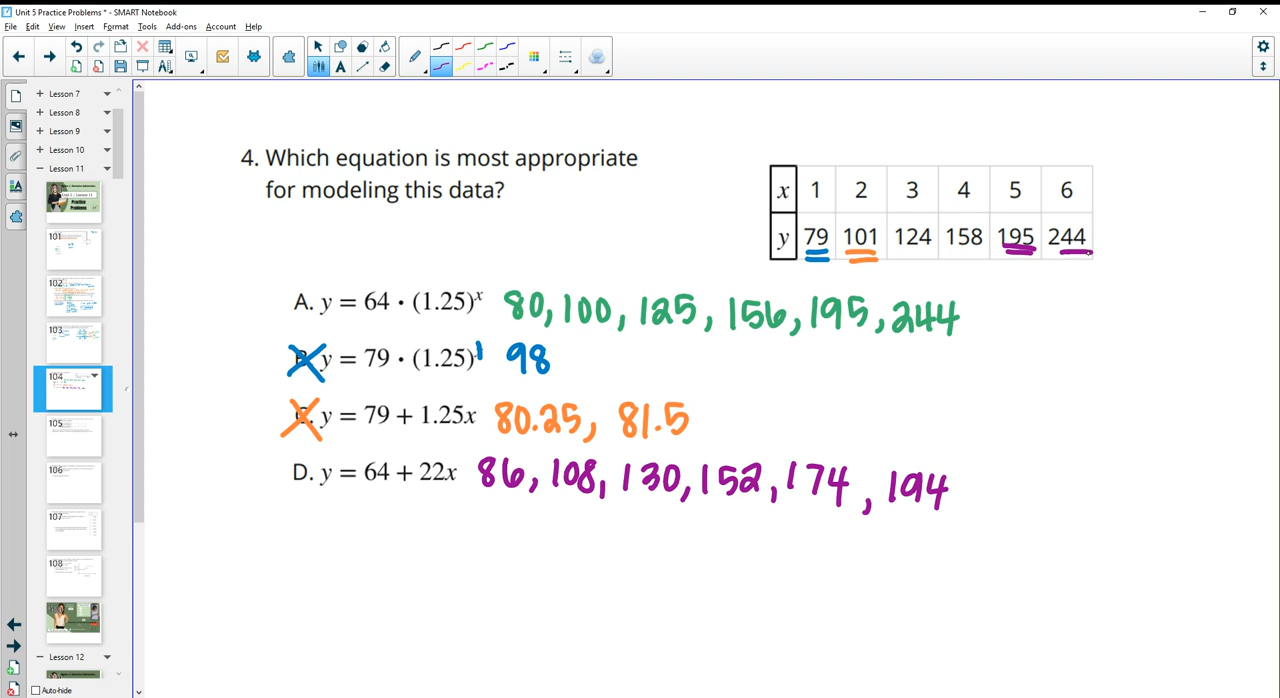 Unit 5 Practice Problems * - SMART Notebook
File Edit View Insert Format Tools Add-ons Account Help
Lesson 7
Lesson 8
Lesson 9
Lesson 10
Lesson 11
Practice
Problems
101
102
103
104
105
106
107
108
Lesson 12
Auto-hide
4. Which equation is most appropriate
for modeling this data?
x 1 2 3 4 5 6
y 79 101 124 158 195 244
A. y = 64 · (1.25)ˣ 80, 100, 125, 156, 195, 244
B. y = 79 · (1.25)¹ 98
C. y = 79 + 1.25x 80.25, 81.5
D. y = 64 + 22x 86, 108, 130, 152, 174, 194